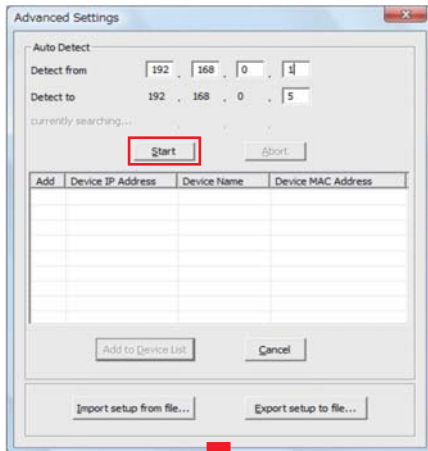 Advanced Settings
Auto Detect
Detect from 192 . 168 . 0 . 1
Detect to 192 . 168 . 0 . 5
currently searching... . . .
Start Abort
Add Device IP Address Device Name Device MAC Address
Add to Device List Cancel
Import setup from file... Export setup to file...